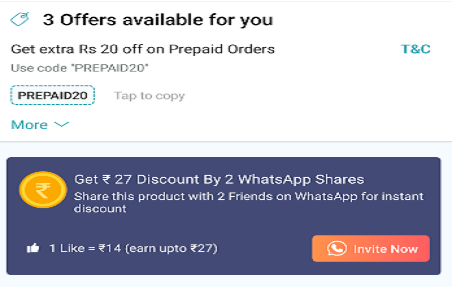 3 Offers available for you
Get extra Rs 20 off on Prepaid Orders T&C
Use code "PREPAID20"
PREPAID20 Tap to copy
More
Get ₹ 27 Discount By 2 WhatsApp Shares
Share this product with 2 Friends on WhatsApp for instant
discount
1 Like = ₹14 (earn upto ₹27) Invite Now